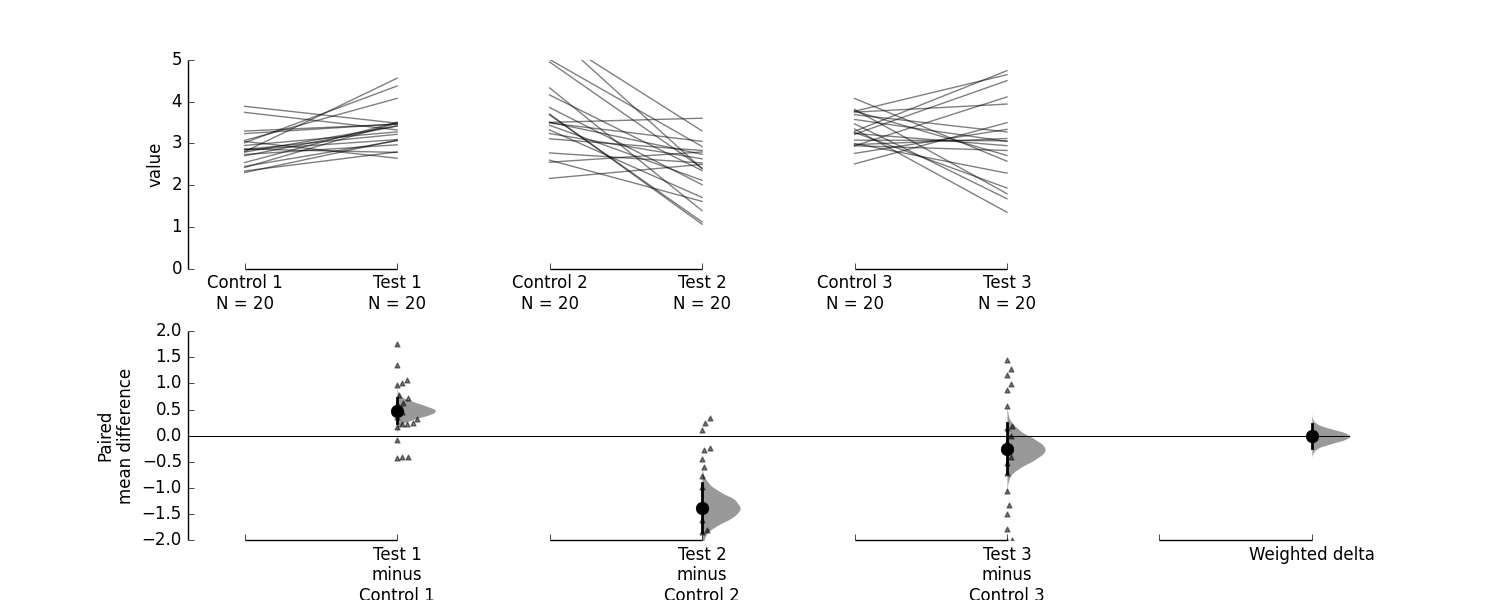 5
4
3
2
1
0
value
Control 1
N = 20
Test 1
N = 20
Control 2
N = 20
Test 2
N = 20
Control 3
N = 20
Test 3
N = 20
2.0
1.5
1.0
0.5
0.0
−0.5
−1.0
−1.5
−2.0
Paired
mean difference
Test 1
minus
Control 1
Test 2
minus
Control 2
Test 3
minus
Control 3
Weighted delta